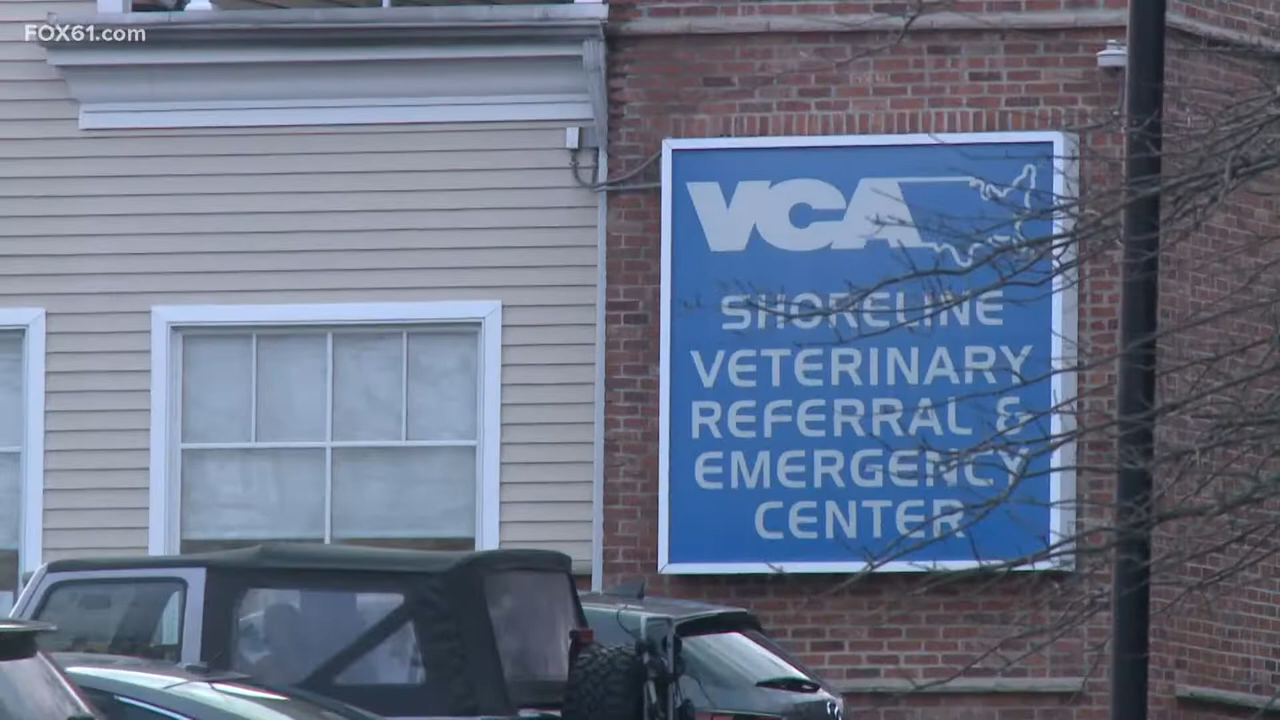 FOX61.com
VCA
SHORELINE
VETERINARY
REFERRAL &
EMERGENCY
CENTER